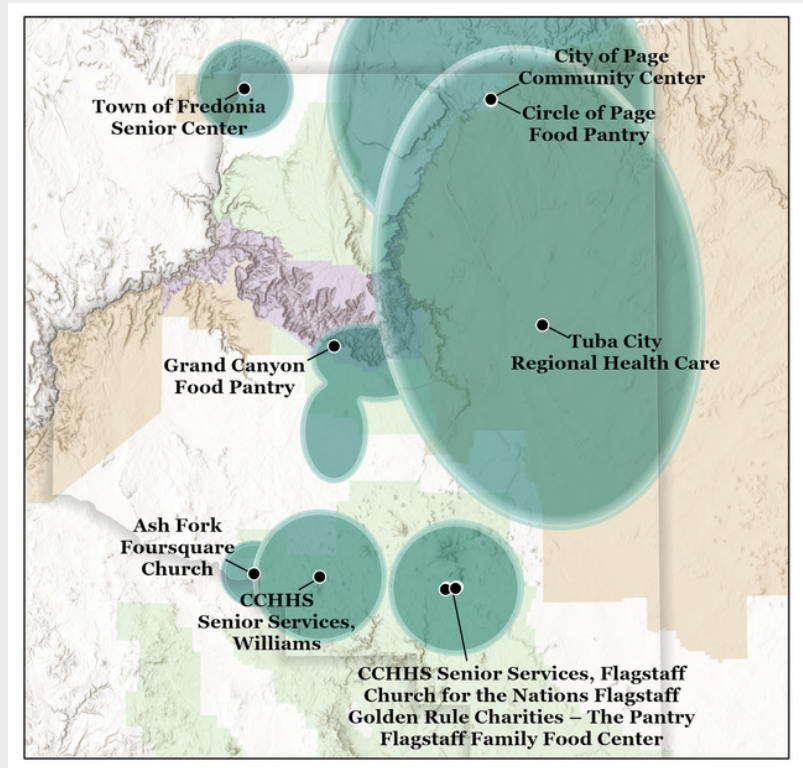 City of Page
Community Center
Town of Fredonia
Senior Center
Circle of Page
Food Pantry
Tuba City
Regional Health Care
Grand Canyon
Food Pantry
Ash Fork
Foursquare
Church
CCHHS
Senior Services,
Williams
CCHHS Senior Services, Flagstaff
Church for the Nations Flagstaff
Golden Rule Charities – The Pantry
Flagstaff Family Food Center